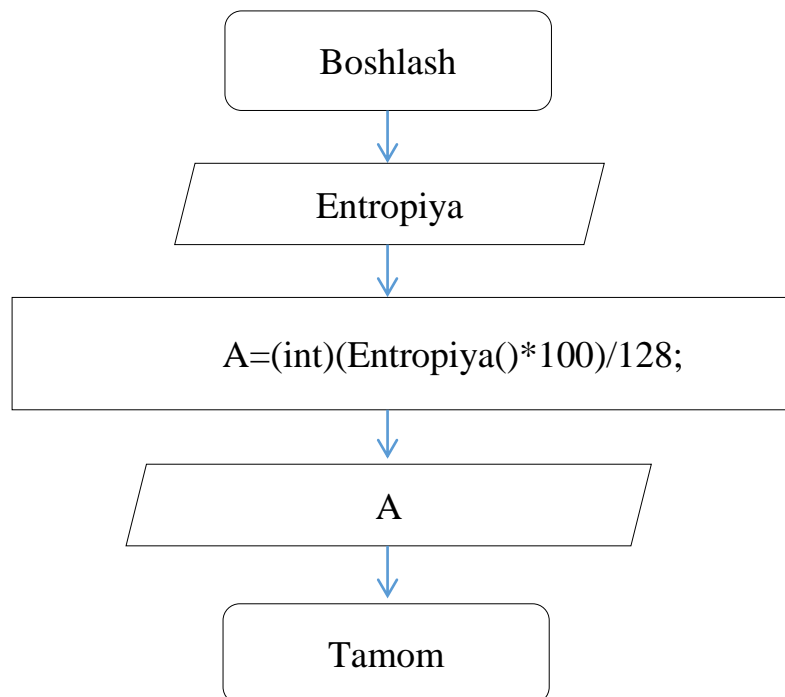 Boshlash
Entropiya
A=(int)(Entropiya()*100)/128;
A
Tamom